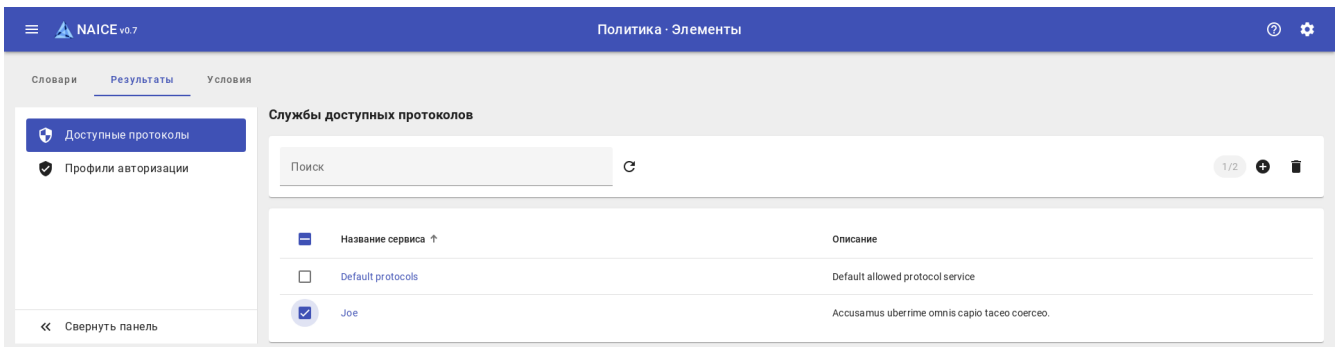 NAICE v0.7
Политика · Элементы
Словари Результаты Условия
Доступные протоколы
Профили авторизации
Свернуть панель
Службы доступных протоколов
Поиск
1/2
Название сервиса Описание
Default protocols Default allowed protocol service
Joe Accusamus uberrime omnis capio taceo coerceo.